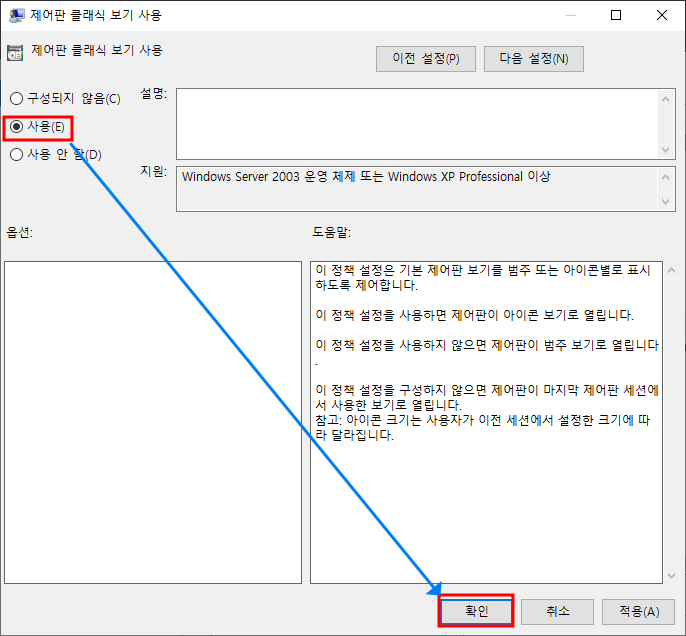 제어판 클래식 보기 사용
제어판 클래식 보기 사용
이전 설정(P)
다음 설정(N)
구성되지 않음(C)
사용(E)
사용 안 함(D)
설명:
지원:
Windows Server 2003 운영 체제 또는 Windows XP Professional 이상
옵션:
도움말:
이 정책 설정은 기본 제어판 보기를 범주 또는 아이콘별로 표시
하도록 제어합니다.
이 정책 설정을 사용하면 제어판이 아이콘 보기로 열립니다.
이 정책 설정을 사용하지 않으면 제어판이 범주 보기로 열립니다
.
이 정책 설정을 구성하지 않으면 제어판이 마지막 제어판 세션에
서 사용한 보기로 열립니다.
참고: 아이콘 크기는 사용자가 이전 세션에서 설정한 크기에 따
라 달라집니다.
확인
취소
적용(A)